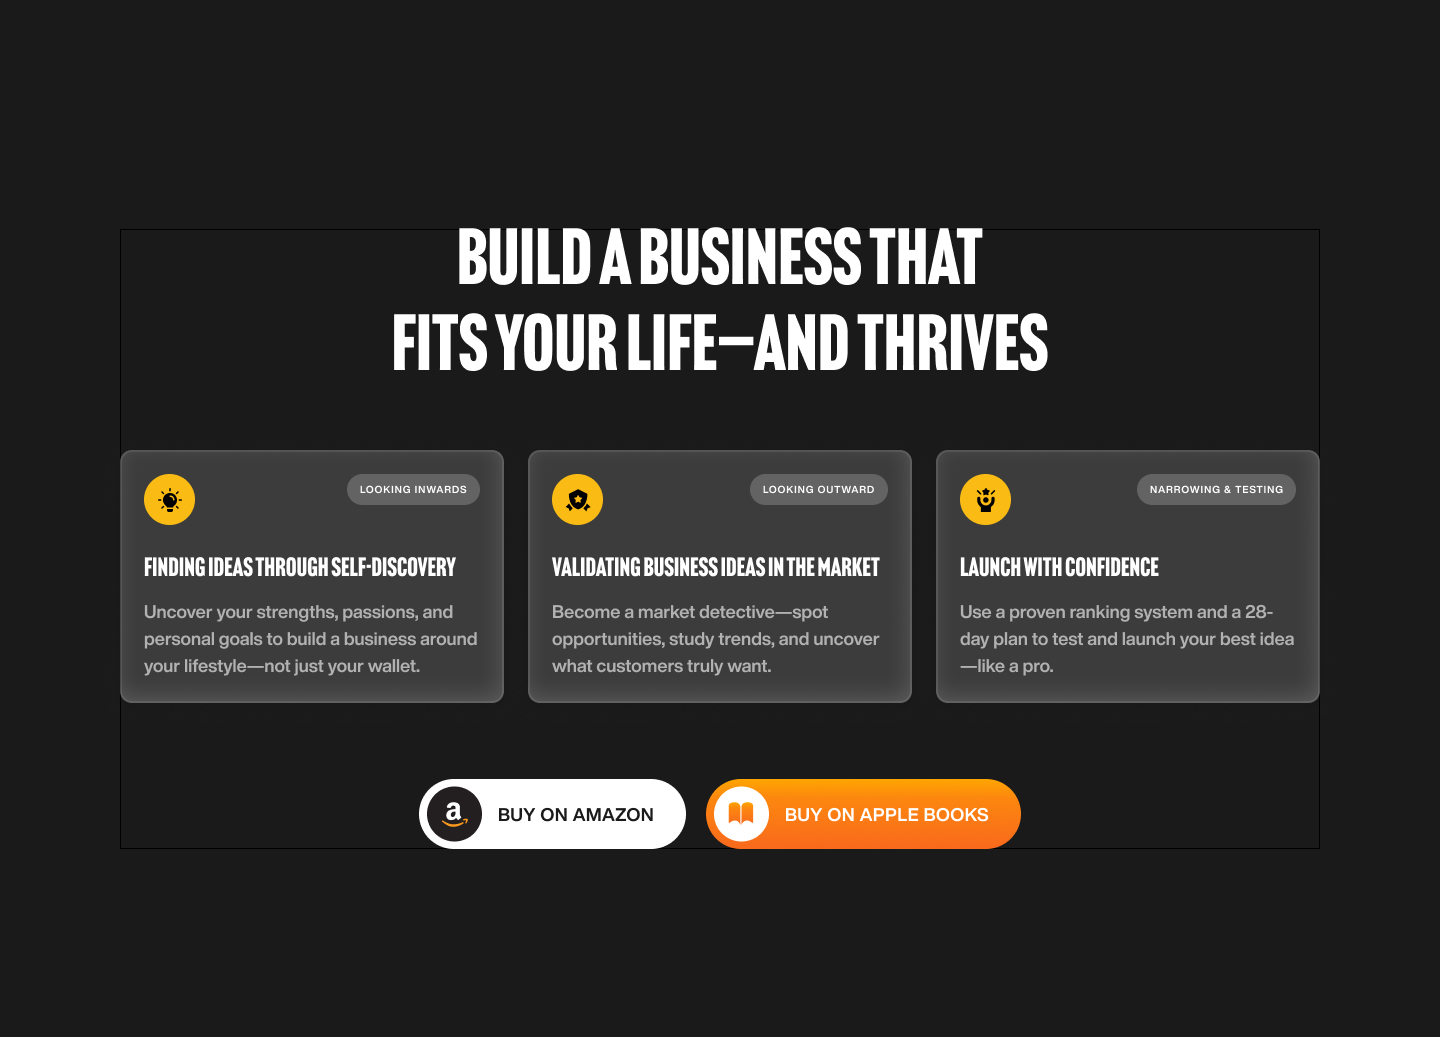 BUILD A BUSINESS THAT
FITS YOUR LIFE—AND THRIVES
LOOKING INWARDS
FINDING IDEAS THROUGH SELF-DISCOVERY
Uncover your strengths, passions, and
personal goals to build a business around
your lifestyle—not just your wallet.
LOOKING OUTWARD
VALIDATING BUSINESS IDEAS IN THE MARKET
Become a market detective—spot
opportunities, study trends, and uncover
what customers truly want.
NARROWING & TESTING
LAUNCH WITH CONFIDENCE
Use a proven ranking system and a 28-
day plan to test and launch your best idea
—like a pro.
a
BUY ON AMAZON
BUY ON APPLE BOOKS